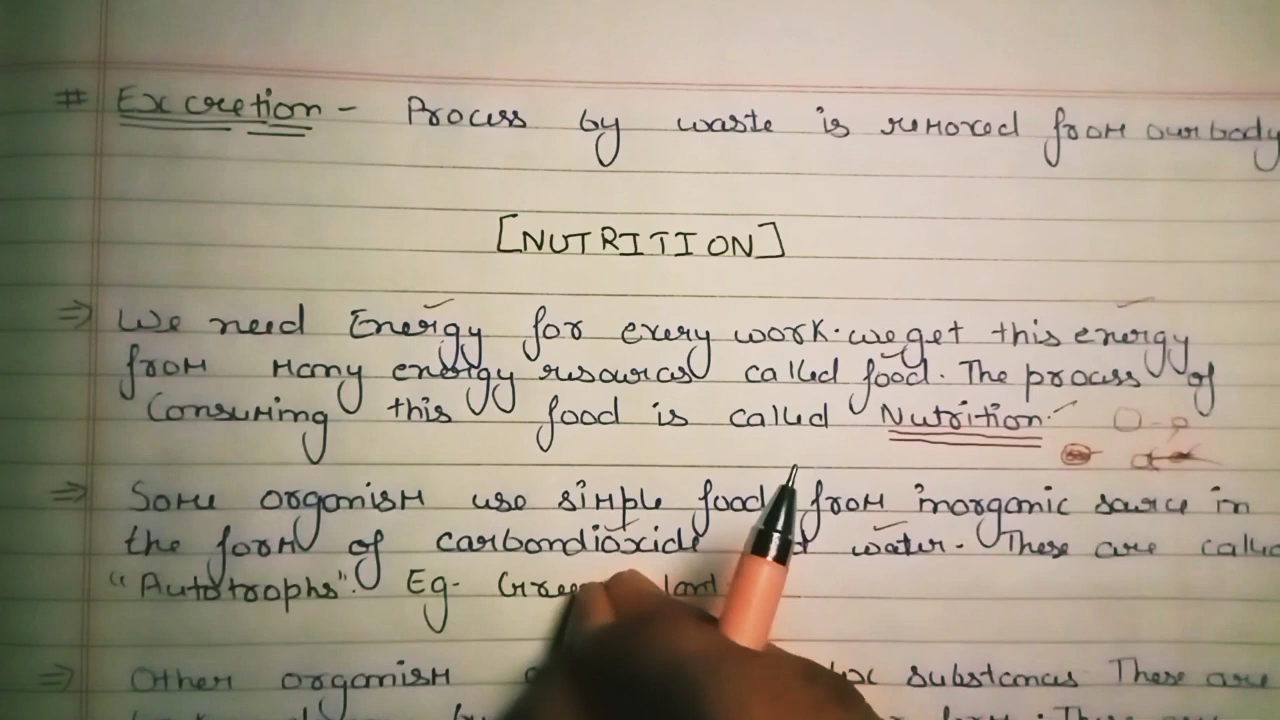 # Excretion - Process by waste is removed from our body
[NUTRITION]
⇒ We need Energy for every work. we get this energy
from many energy resources called food. The process of
Consuming this food is called Nutrition.
⇒ Some organism use simple food from inorganic source in
the form of carbondioxide water. These are
"Autotrophs". Eg.
⇒ Other organism substances These are